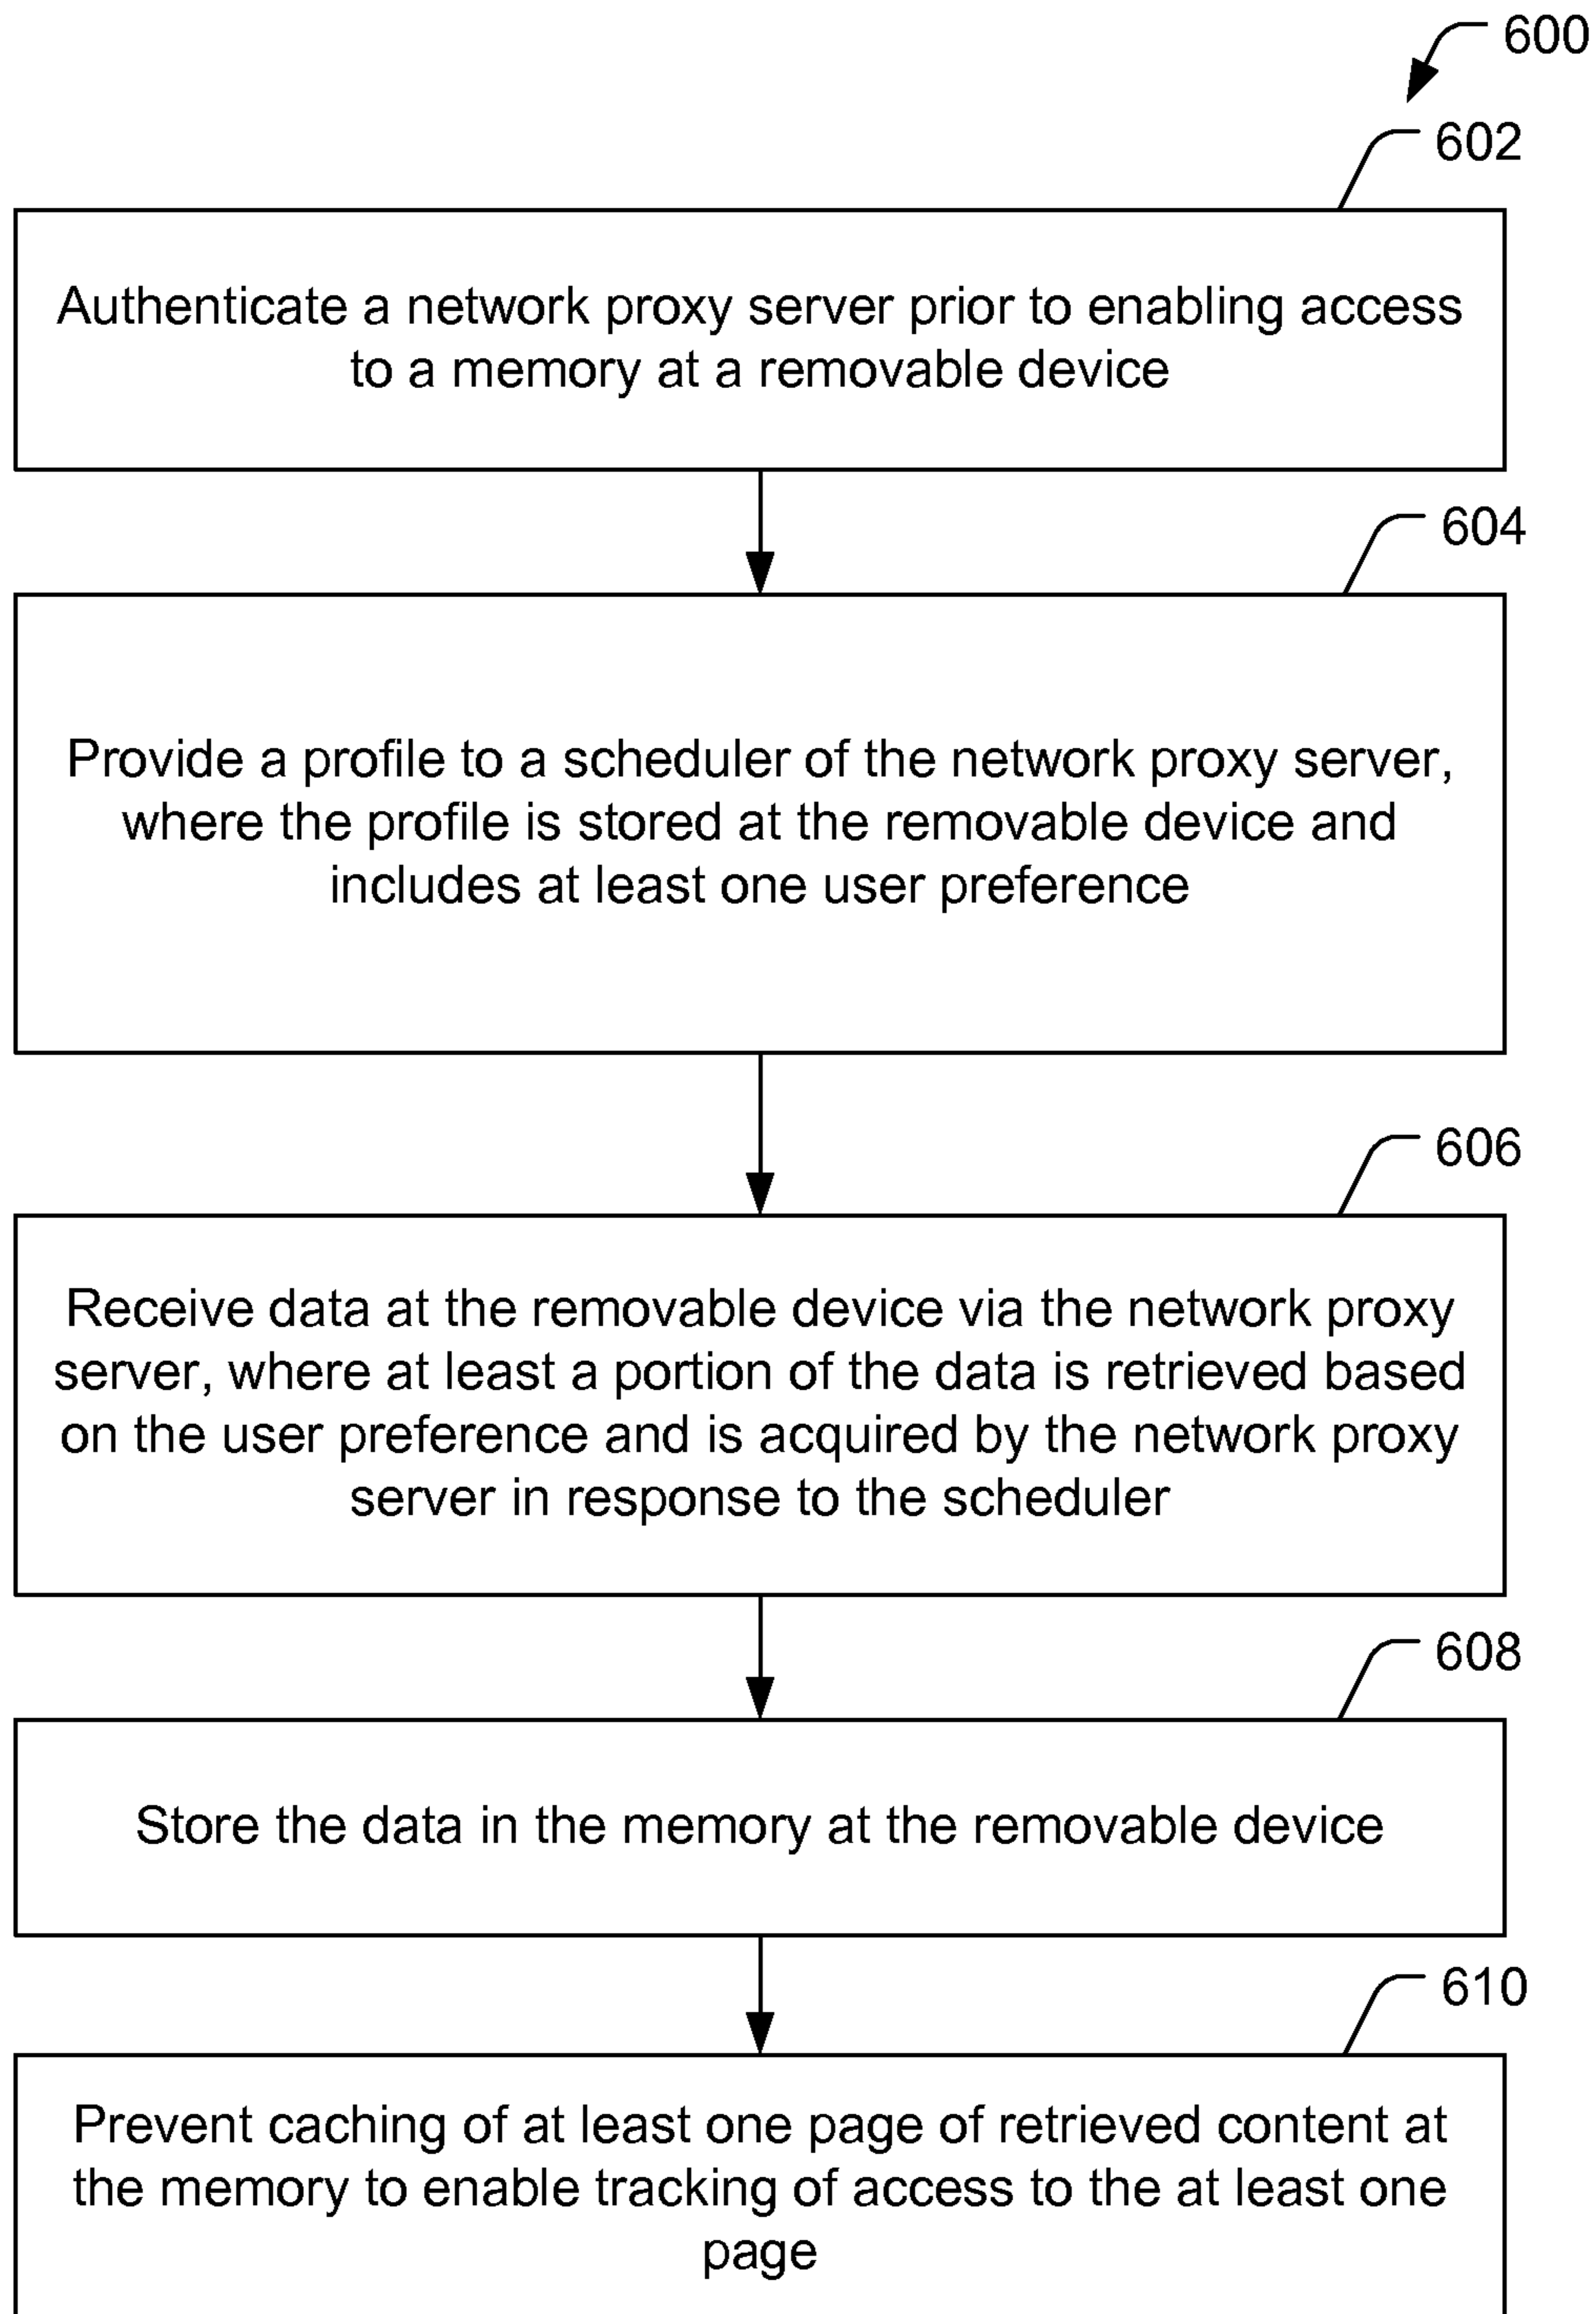 600
602
Authenticate a network proxy server prior to enabling access
to a memory at a removable device
604
Provide a profile to a scheduler of the network proxy server,
where the profile is stored at the removable device and
includes at least one user preference
606
Receive data at the removable device via the network proxy
server, where at least a portion of the data is retrieved based
on the user preference and is acquired by the network proxy
server in response to the scheduler
608
Store the data in the memory at the removable device
610
Prevent caching of at least one page of retrieved content at
the memory to enable tracking of access to the at least one
page